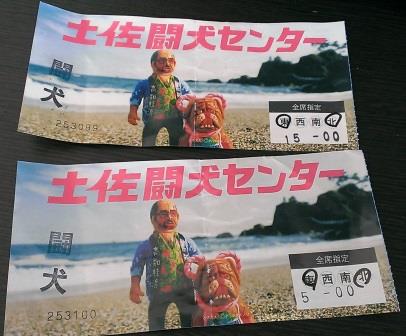 土佐闘犬センター
闘犬
253099
全席指定
東西南北
15-00
土佐闘犬センター
闘犬
253100
全席指定
東西南北
5-00